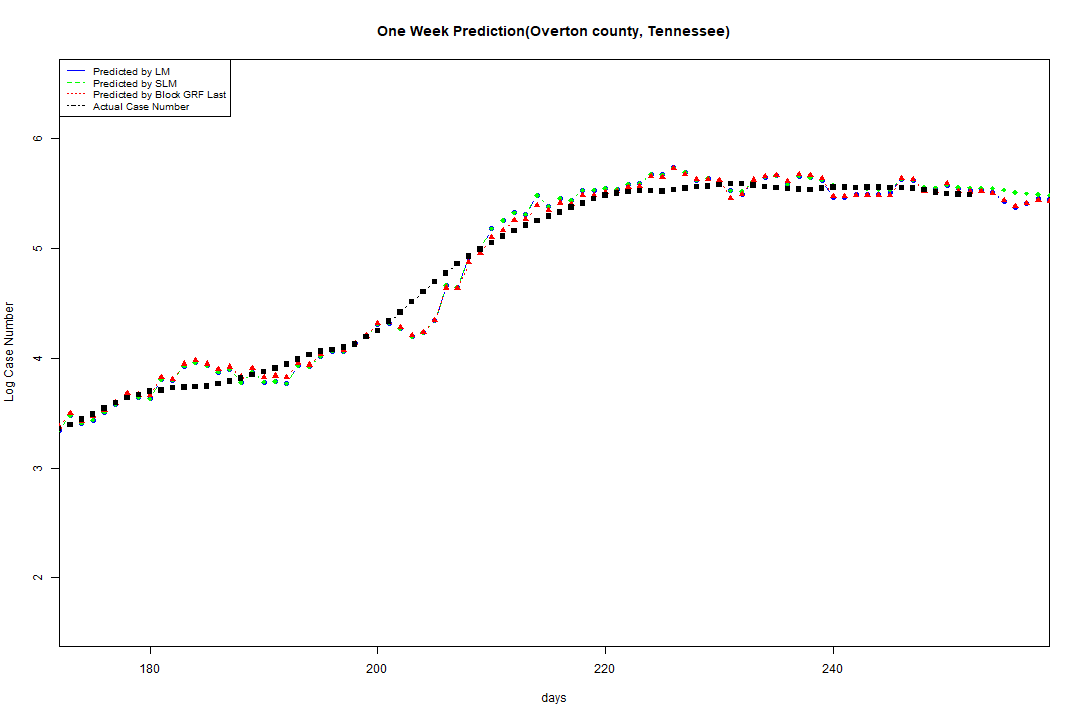 One Week Prediction(Overton county, Tennessee)
Predicted by LM
Predicted by SLM
Predicted by Block GRF Last
Actual Case Number
6
5
4
3
2
Log Case Number
180 200 220 240
days